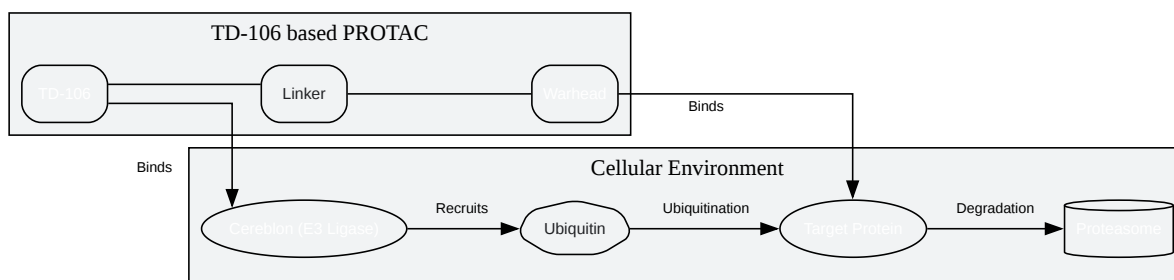 TD-106 based PROTAC
TD-106
Linker
Warhead
Binds
Binds
Cellular Environment
Cereblon (E3 Ligase)
Recruits
Ubiquitin
Ubiquitination
Target Protein
Degradation
Proteasome